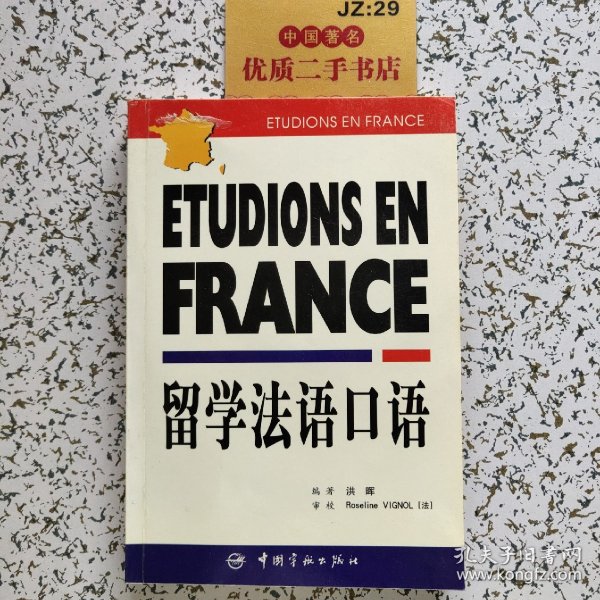 JZ:29
中国著名
优质二手书店
ETUDIONS EN FRANCE
ETUDIONS EN
FRANCE
留学法语口语
编著 洪晖
审校 Roseline VIGNOL [法]
中国宇航出版社
孔夫子旧书网
www.kongfz.com